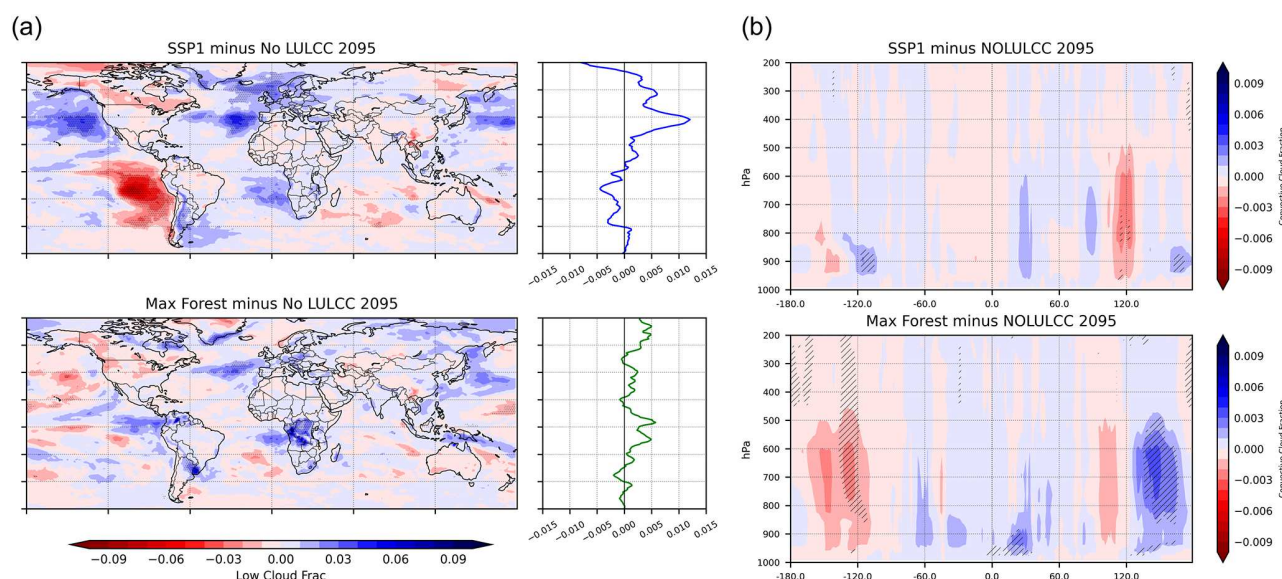 (a)
SSP1 minus No LULCC 2095
-0.015 -0.010 -0.005 0.000 0.005 0.010 0.015
Max Forest minus No LULCC 2095
-0.015 -0.010 -0.005 0.000 0.005 0.010 0.015
−0.09 −0.06 −0.03 0.00 0.03 0.06 0.09
Low Cloud Frac
(b)
SSP1 minus NOLULCC 2095
200
300
400
500
600
700
800
900
1000
hPa
-180.0 -120.0 -60.0 0.0 60.0 120.0
0.009
0.006
0.003
0.000
−0.003
−0.006
−0.009
Convective Cloud Fraction
Max Forest minus NOLULCC 2095
200
300
400
500
600
700
800
900
1000
hPa
-180.0 -120.0 -60.0 0.0 60.0 120.0
0.009
0.006
0.003
0.000
−0.003
−0.006
−0.009
Convective Cloud Fraction